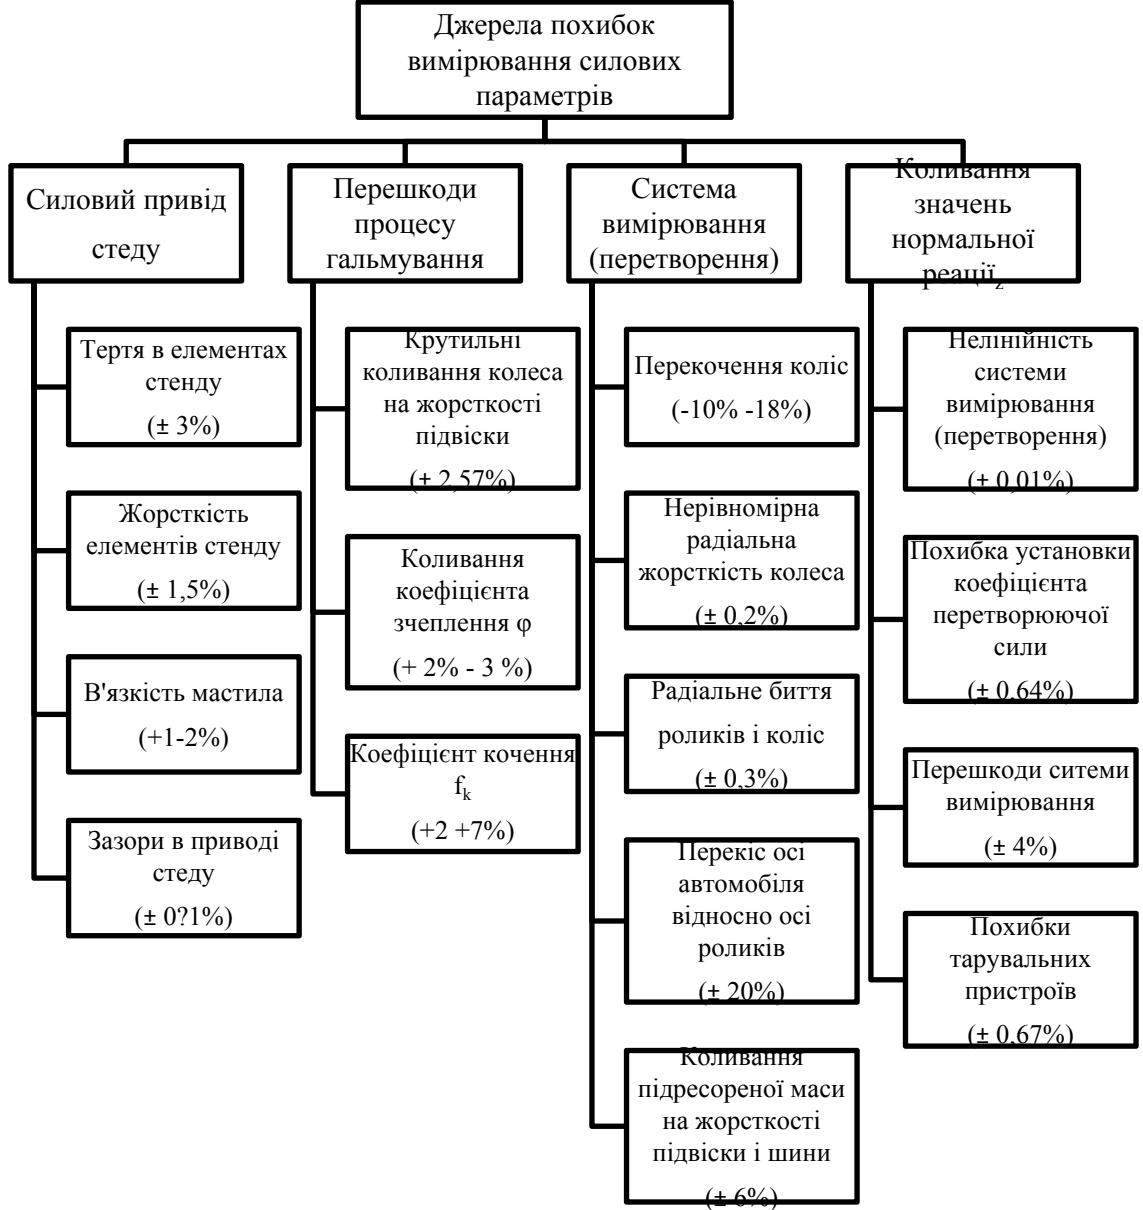 Джерела похибок
вимірювання силових
параметрів
Силовий привід
стеду
Перешкоди
процесу
гальмування
Система
вимірювання
(перетворення)
Коливання
значень
нормальної
реації_z
Тертя в елементах
стенду
(± 3%)
Жорсткість
елементів стенду
(± 1,5%)
В'язкість мастила
(+1-2%)
Зазори в приводі
стеду
(± 0?1%)
Крутильні
коливання колеса
на жорсткості
підвіски
(± 2,57%)
Коливання
коефіцієнта
зчеплення φ
(+ 2% - 3 %)
Коефіцієнт кочення
f_k
(+2 +7%)
Перекочення коліс
(-10% -18%)
Нерівномірна
радіальна
жорсткість колеса
(± 0,2%)
Радіальне биття
роликів і коліс
(± 0,3%)
Перекіс осі
автомобіля
відносно осі
роликів
(± 20%)
Коливання
підресореної маси
на жорсткості
підвіски і шини
(± 6%)
Нелінійність
системи
вимірювання
(перетворення)
(± 0,01%)
Похибка установки
коефіцієнта
перетворюючої
сили
(± 0,64%)
Перешкоди ситеми
вимірювання
(± 4%)
Похибки
тарувальних
пристроїв
(± 0,67%)